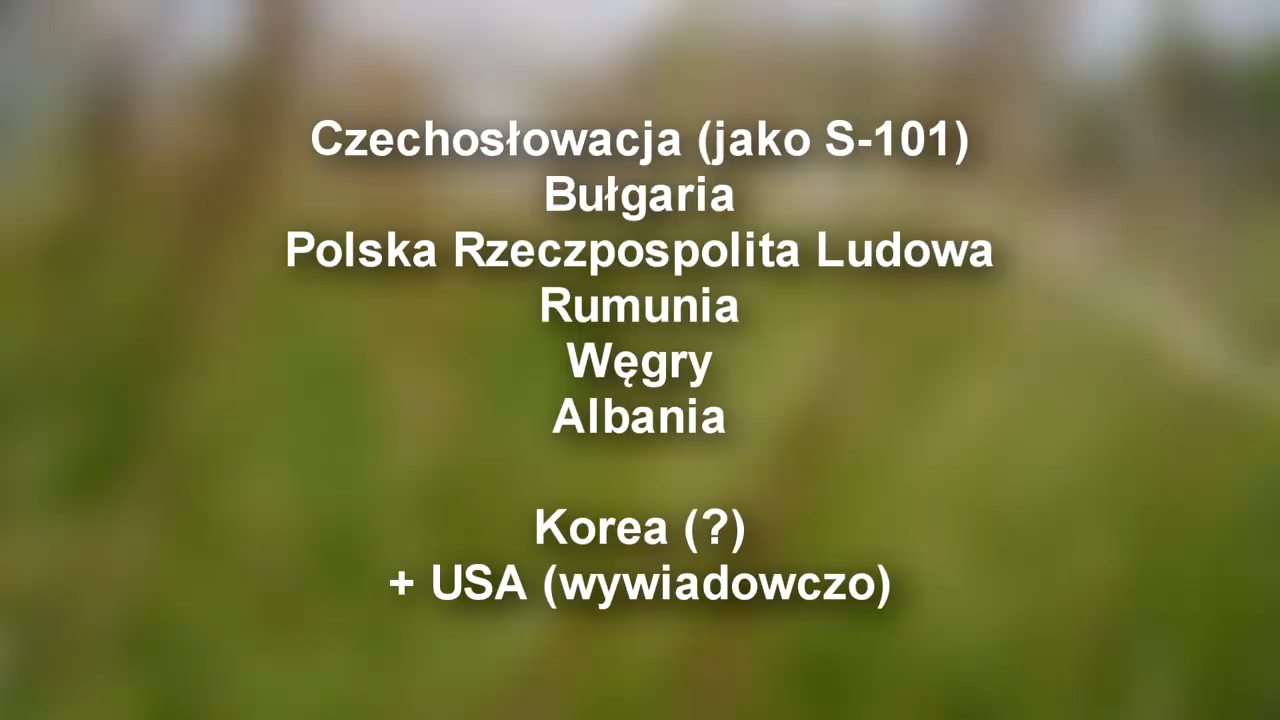 Czechosłowacja (jako S-101)
Bułgaria
Polska Rzeczpospolita Ludowa
Rumunia
Węgry
Albania
Korea (?)
+ USA (wywiadowczo)